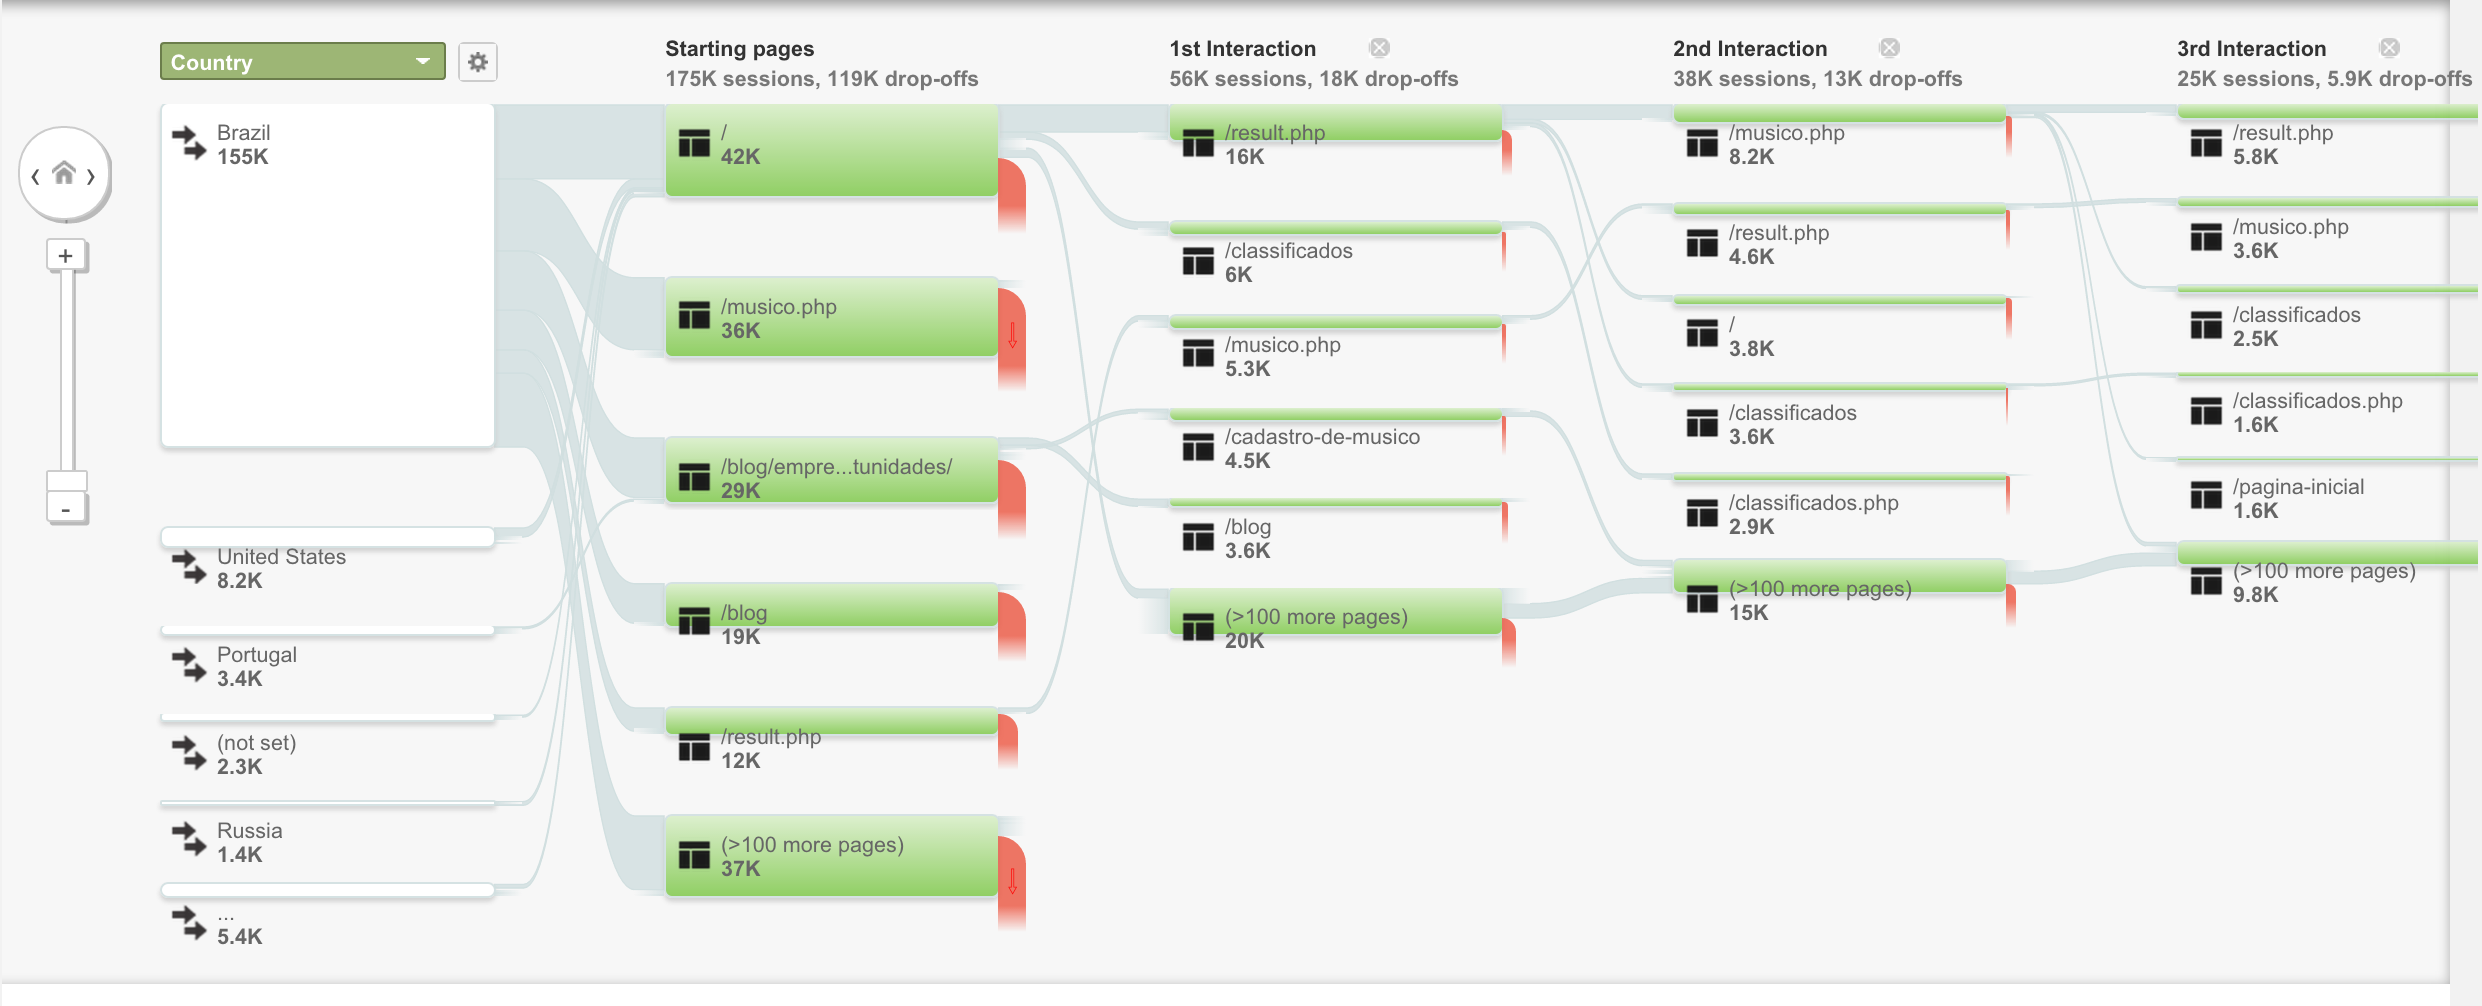 Country
Brazil
155K
United States
8.2K
Portugal
3.4K
(not set)
2.3K
Russia
1.4K
...
5.4K
+
-
Starting pages
175K sessions, 119K drop-offs
/
42K
/musico.php
36K
/blog/empre...tunidades/
29K
/blog
19K
/result.php
12K
(>100 more pages)
37K
1st Interaction
56K sessions, 18K drop-offs
/result.php
16K
/classificados
6K
/musico.php
5.3K
/cadastro-de-musico
4.5K
/blog
3.6K
(>100 more pages)
20K
2nd Interaction
38K sessions, 13K drop-offs
/musico.php
8.2K
/result.php
4.6K
/
3.8K
/classificados
3.6K
/classificados.php
2.9K
(>100 more pages)
15K
3rd Interaction
25K sessions, 5.9K drop-offs
/result.php
5.8K
/musico.php
3.6K
/classificados
2.5K
/classificados.php
1.6K
/pagina-inicial
1.6K
(>100 more pages)
9.8K